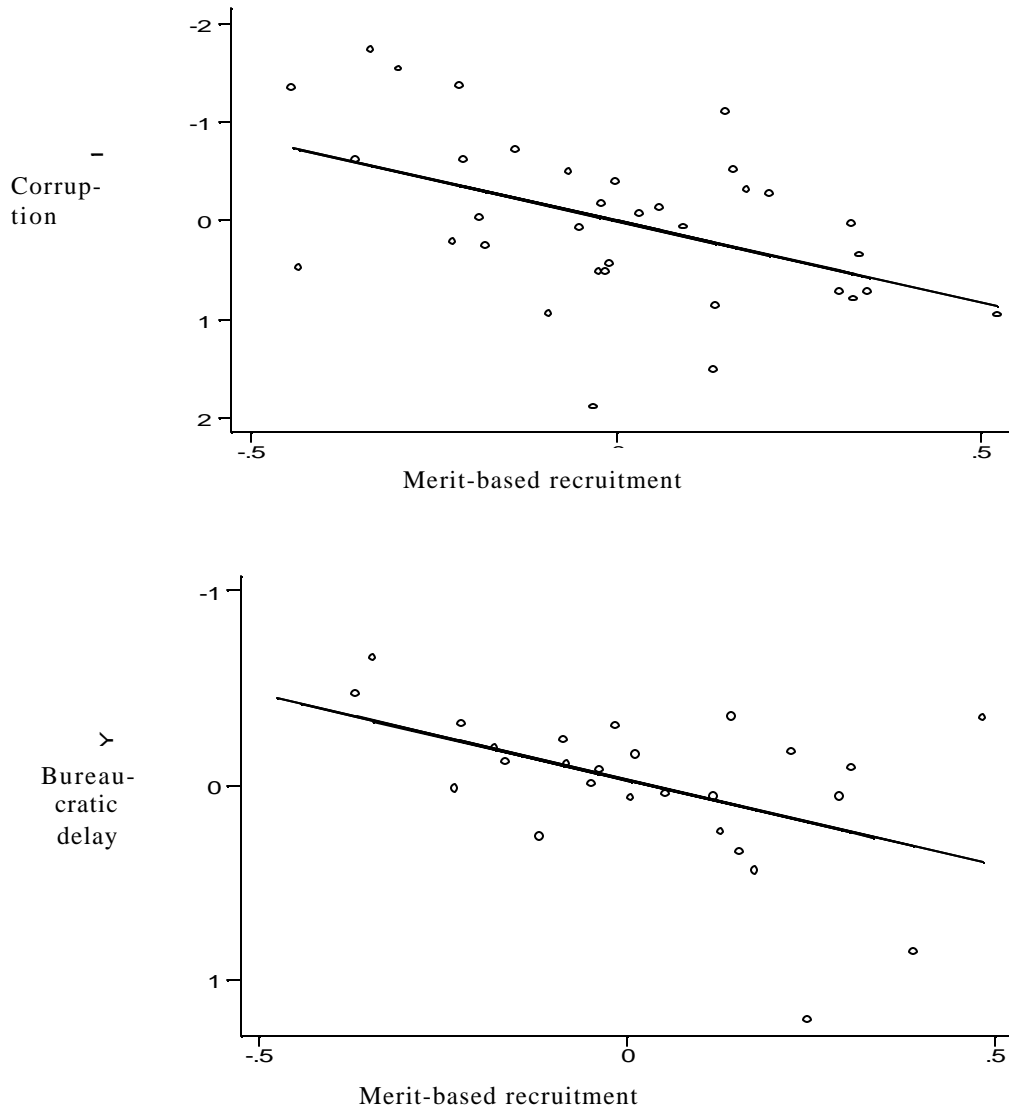 -2
-1
Corrup-
tion
0
1
2
-.5
.5
Merit-based recruitment
-1
Y
Bureau-
cratic
delay
0
1
-.5
0
.5
Merit-based recruitment